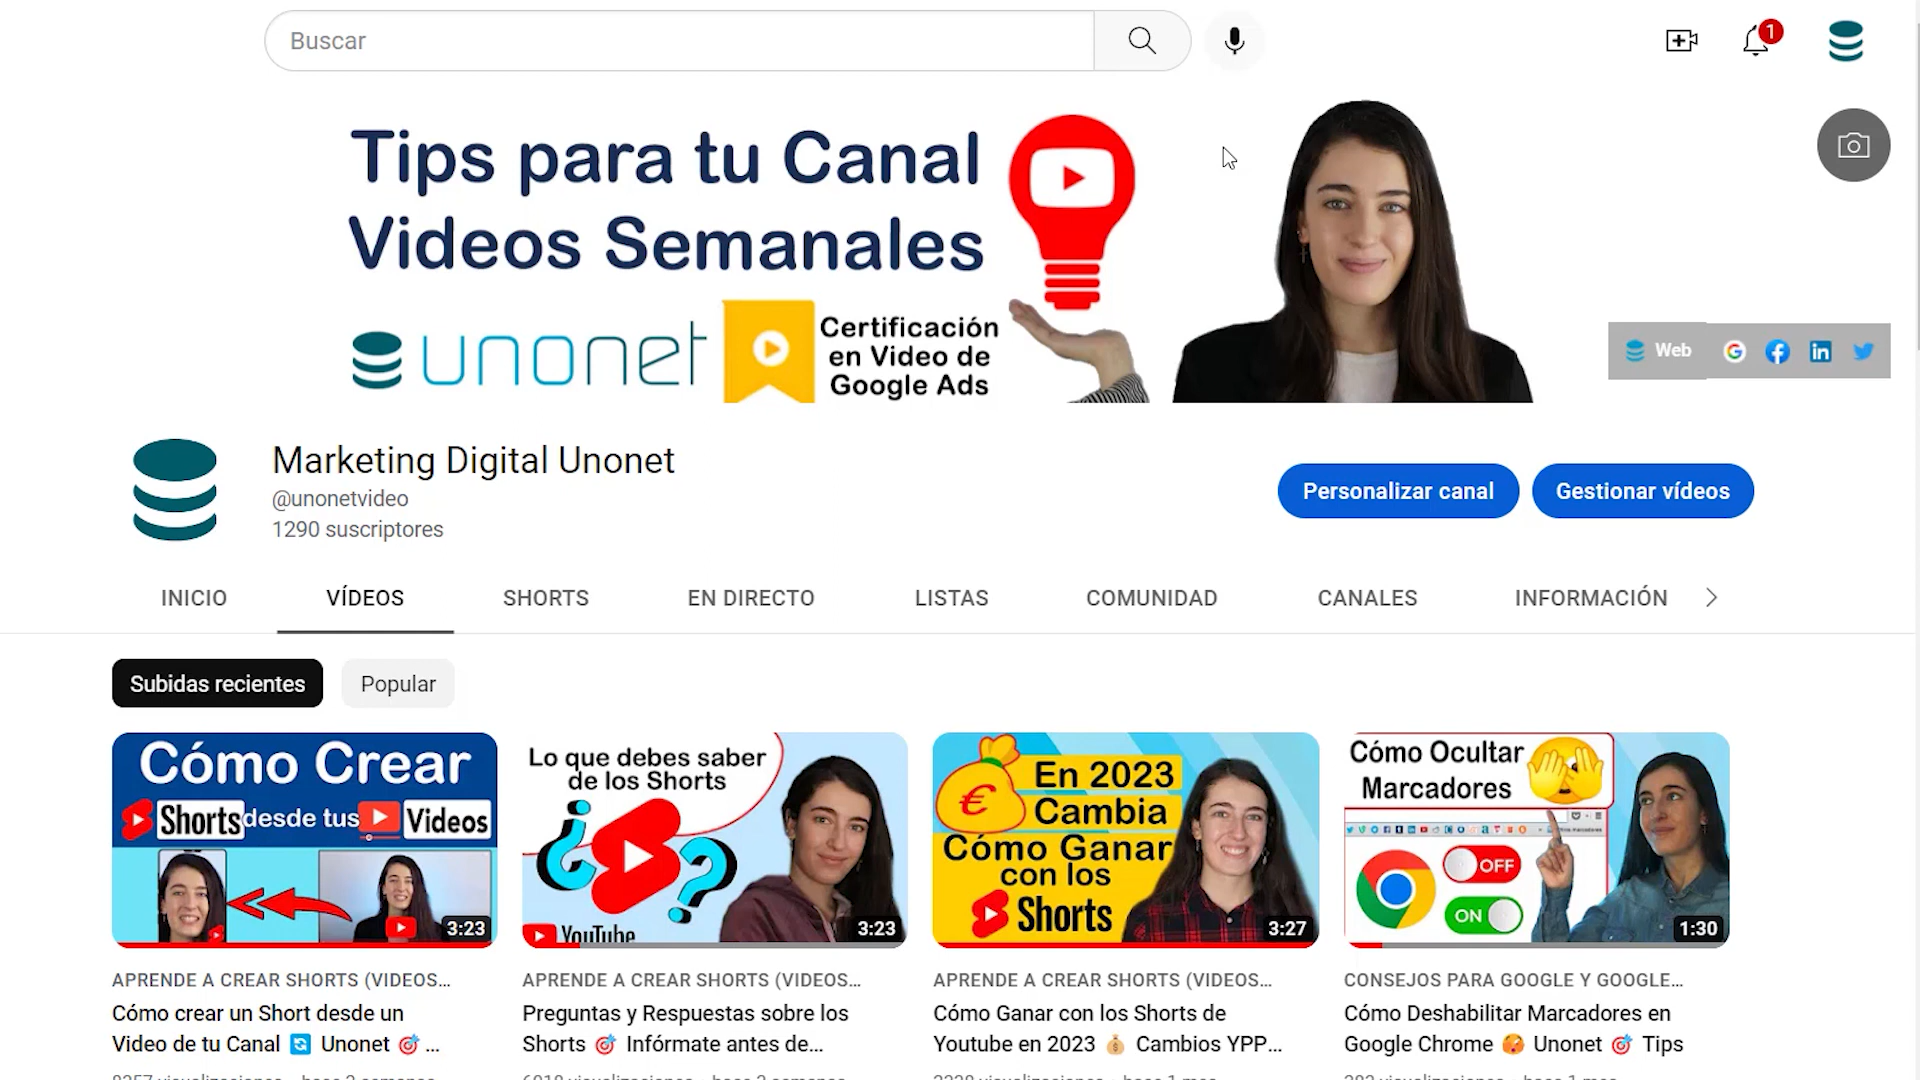 Buscar
1
Tips para tu Canal
Videos Semanales
unonet
Certificación
en Video de
Google Ads
Web
Marketing Digital Unonet
@unonetvideo
1290 suscriptores
Personalizar canal
Gestionar vídeos
INICIO
VÍDEOS
SHORTS
EN DIRECTO
LISTAS
COMUNIDAD
CANALES
INFORMACIÓN
Subidas recientes
Popular
Cómo Crear
Shorts desde tus Videos
3:23
Lo que debes saber
de los Shorts
¿?
YouTube
3:23
En 2023
Cambia
Cómo Ganar
con los
Shorts
3:27
Cómo Ocultar
Marcadores
OFF
ON
1:30
APRENDE A CREAR SHORTS (VIDEOS...
Cómo crear un Short desde un
Video de tu Canal 🔄 Unonet 🎯 ...
APRENDE A CREAR SHORTS (VIDEOS...
Preguntas y Respuestas sobre los
Shorts 🎯 Infórmate antes de...
APRENDE A CREAR SHORTS (VIDEOS...
Cómo Ganar con los Shorts de
Youtube en 2023 💰 Cambios YPP...
CONSEJOS PARA GOOGLE Y GOOGLE...
Cómo Deshabilitar Marcadores en
Google Chrome 🥵 Unonet 🎯 Tips